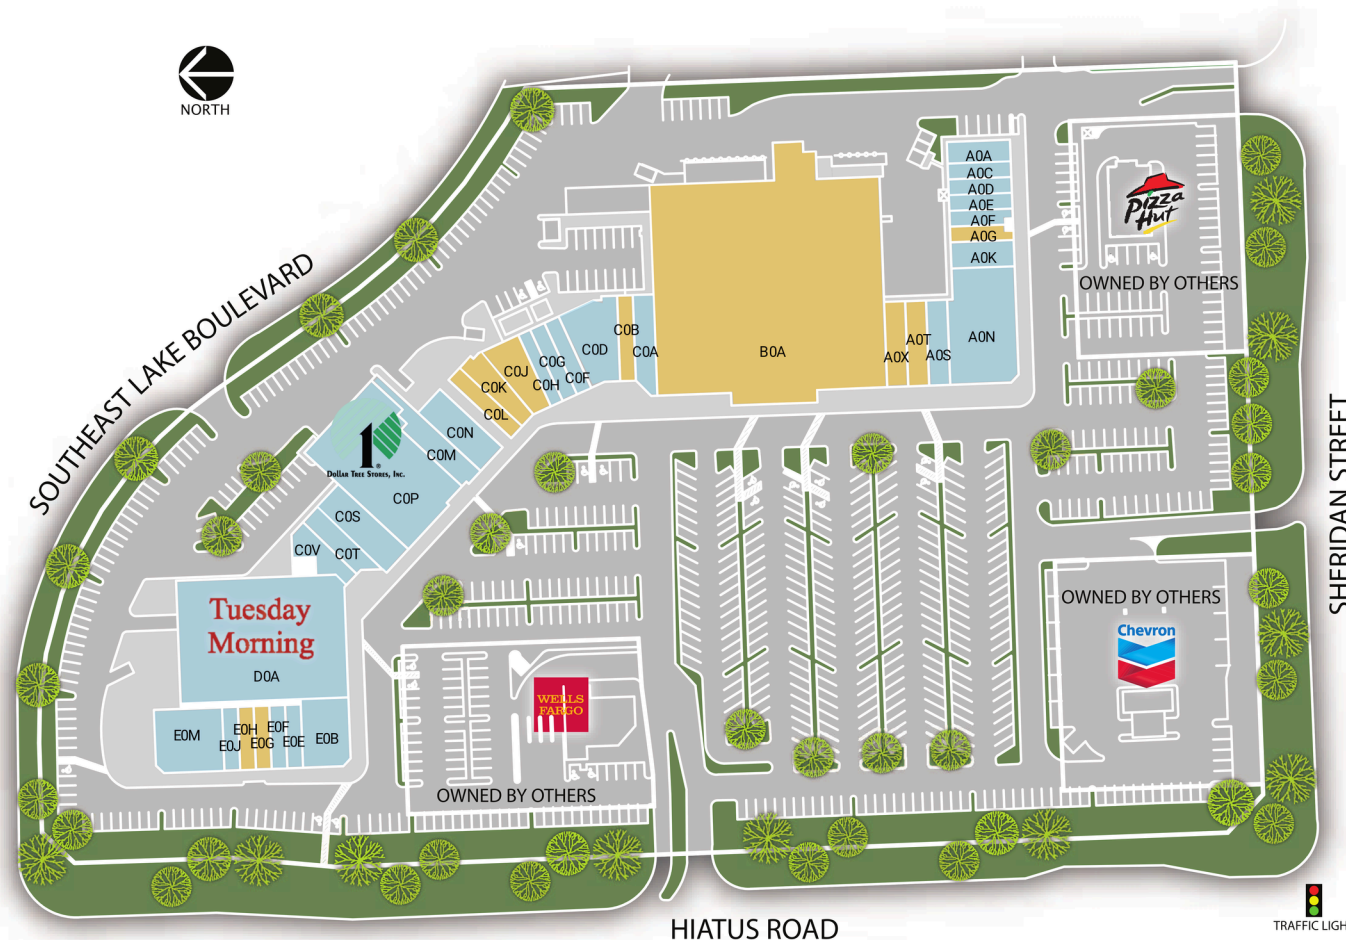 NORTH
SOUTHEAST LAKE BOULEVARD
A0A
A0C
A0D
A0E
A0F
A0G
A0K
A0N
A0S
A0T
A0X
Pizza
Hut
OWNED BY OTHERS
B0A
C0A
C0B
C0D
C0F
C0G
C0H
C0J
C0K
C0L
C0N
C0M
1
Dollar Tree Stores, Inc.
C0P
C0S
C0T
C0V
Tuesday
Morning
D0A
E0M
E0J
E0H
E0G
E0F
E0E
E0B
WELLS
FARGO
OWNED BY OTHERS
OWNED BY OTHERS
Chevron
SHERIDAN STREET
HIATUS ROAD
TRAFFIC LIGH